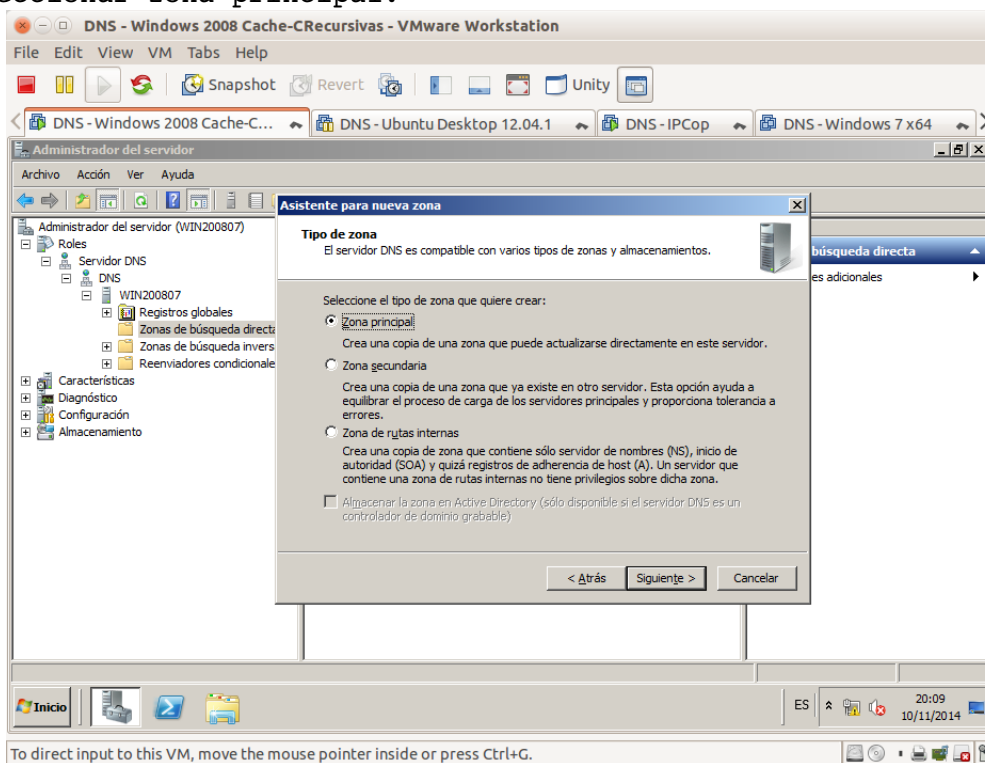 DNS - Windows 2008 Cache-CRecursivas - VMware Workstation
File Edit View VM Tabs Help
Snapshot Revert Unity
DNS - Windows 2008 Cache-C... DNS - Ubuntu Desktop 12.04.1 DNS - IPCop DNS - Windows 7 x64
Administrador del servidor
Archivo Acción Ver Ayuda
Administrador del servidor (WIN200807)
Roles
Servidor DNS
DNS
WIN200807
Registros globales
Zonas de búsqueda directa
Zonas de búsqueda invers
Reenviadores condicionale
Características
Diagnóstico
Configuración
Almacenamiento
Asistente para nueva zona
Tipo de zona
El servidor DNS es compatible con varios tipos de zonas y almacenamientos.
Seleccione el tipo de zona que quiere crear:
Zona principal
Crea una copia de una zona que puede actualizarse directamente en este servidor.
Zona secundaria
Crea una copia de una zona que ya existe en otro servidor. Esta opción ayuda a
equilibrar el proceso de carga de los servidores principales y proporciona tolerancia a
errores.
Zona de rutas internas
Crea una copia de zona que contiene sólo servidor de nombres (NS), inicio de
autoridad (SOA) y quizá registros de adherencia de host (A). Un servidor que
contiene una zona de rutas internas no tiene privilegios sobre dicha zona.
Almacenar la zona en Active Directory (sólo disponible si el servidor DNS es un
controlador de dominio grabable)
< Atrás Siguiente > Cancelar
búsqueda directa
es adicionales
Inicio
ES
20:09
10/11/2014
To direct input to this VM, move the mouse pointer inside or press Ctrl+G.